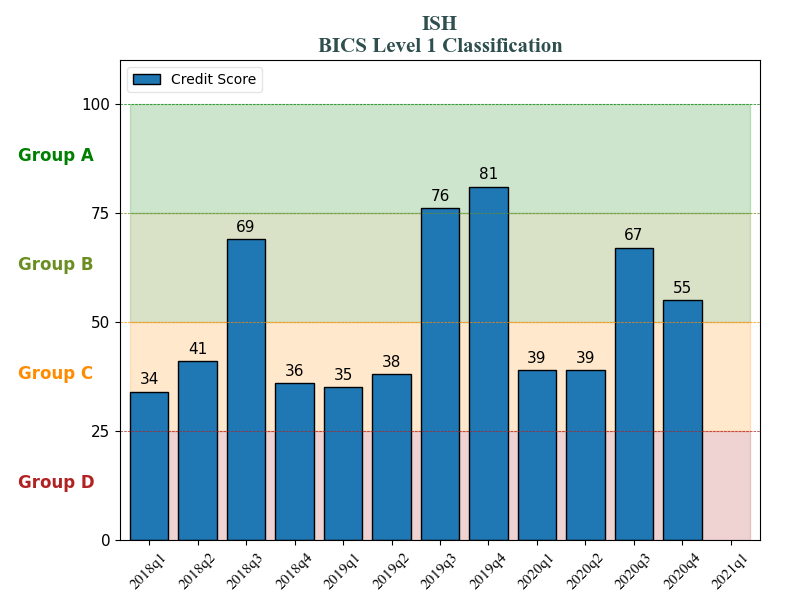 ISH
BICS Level 1 Classification
Credit Score
100
Group A
81
76
75
69
67
Group B
55
50
41
39
39
38
36
35
34
Group C
25
Group D
0
2018q1
2018q2
2018q3
2018q4
2019q1
2019q2
2019q3
2019q4
2020q1
2020q2
2020q3
2020q4
2021q1